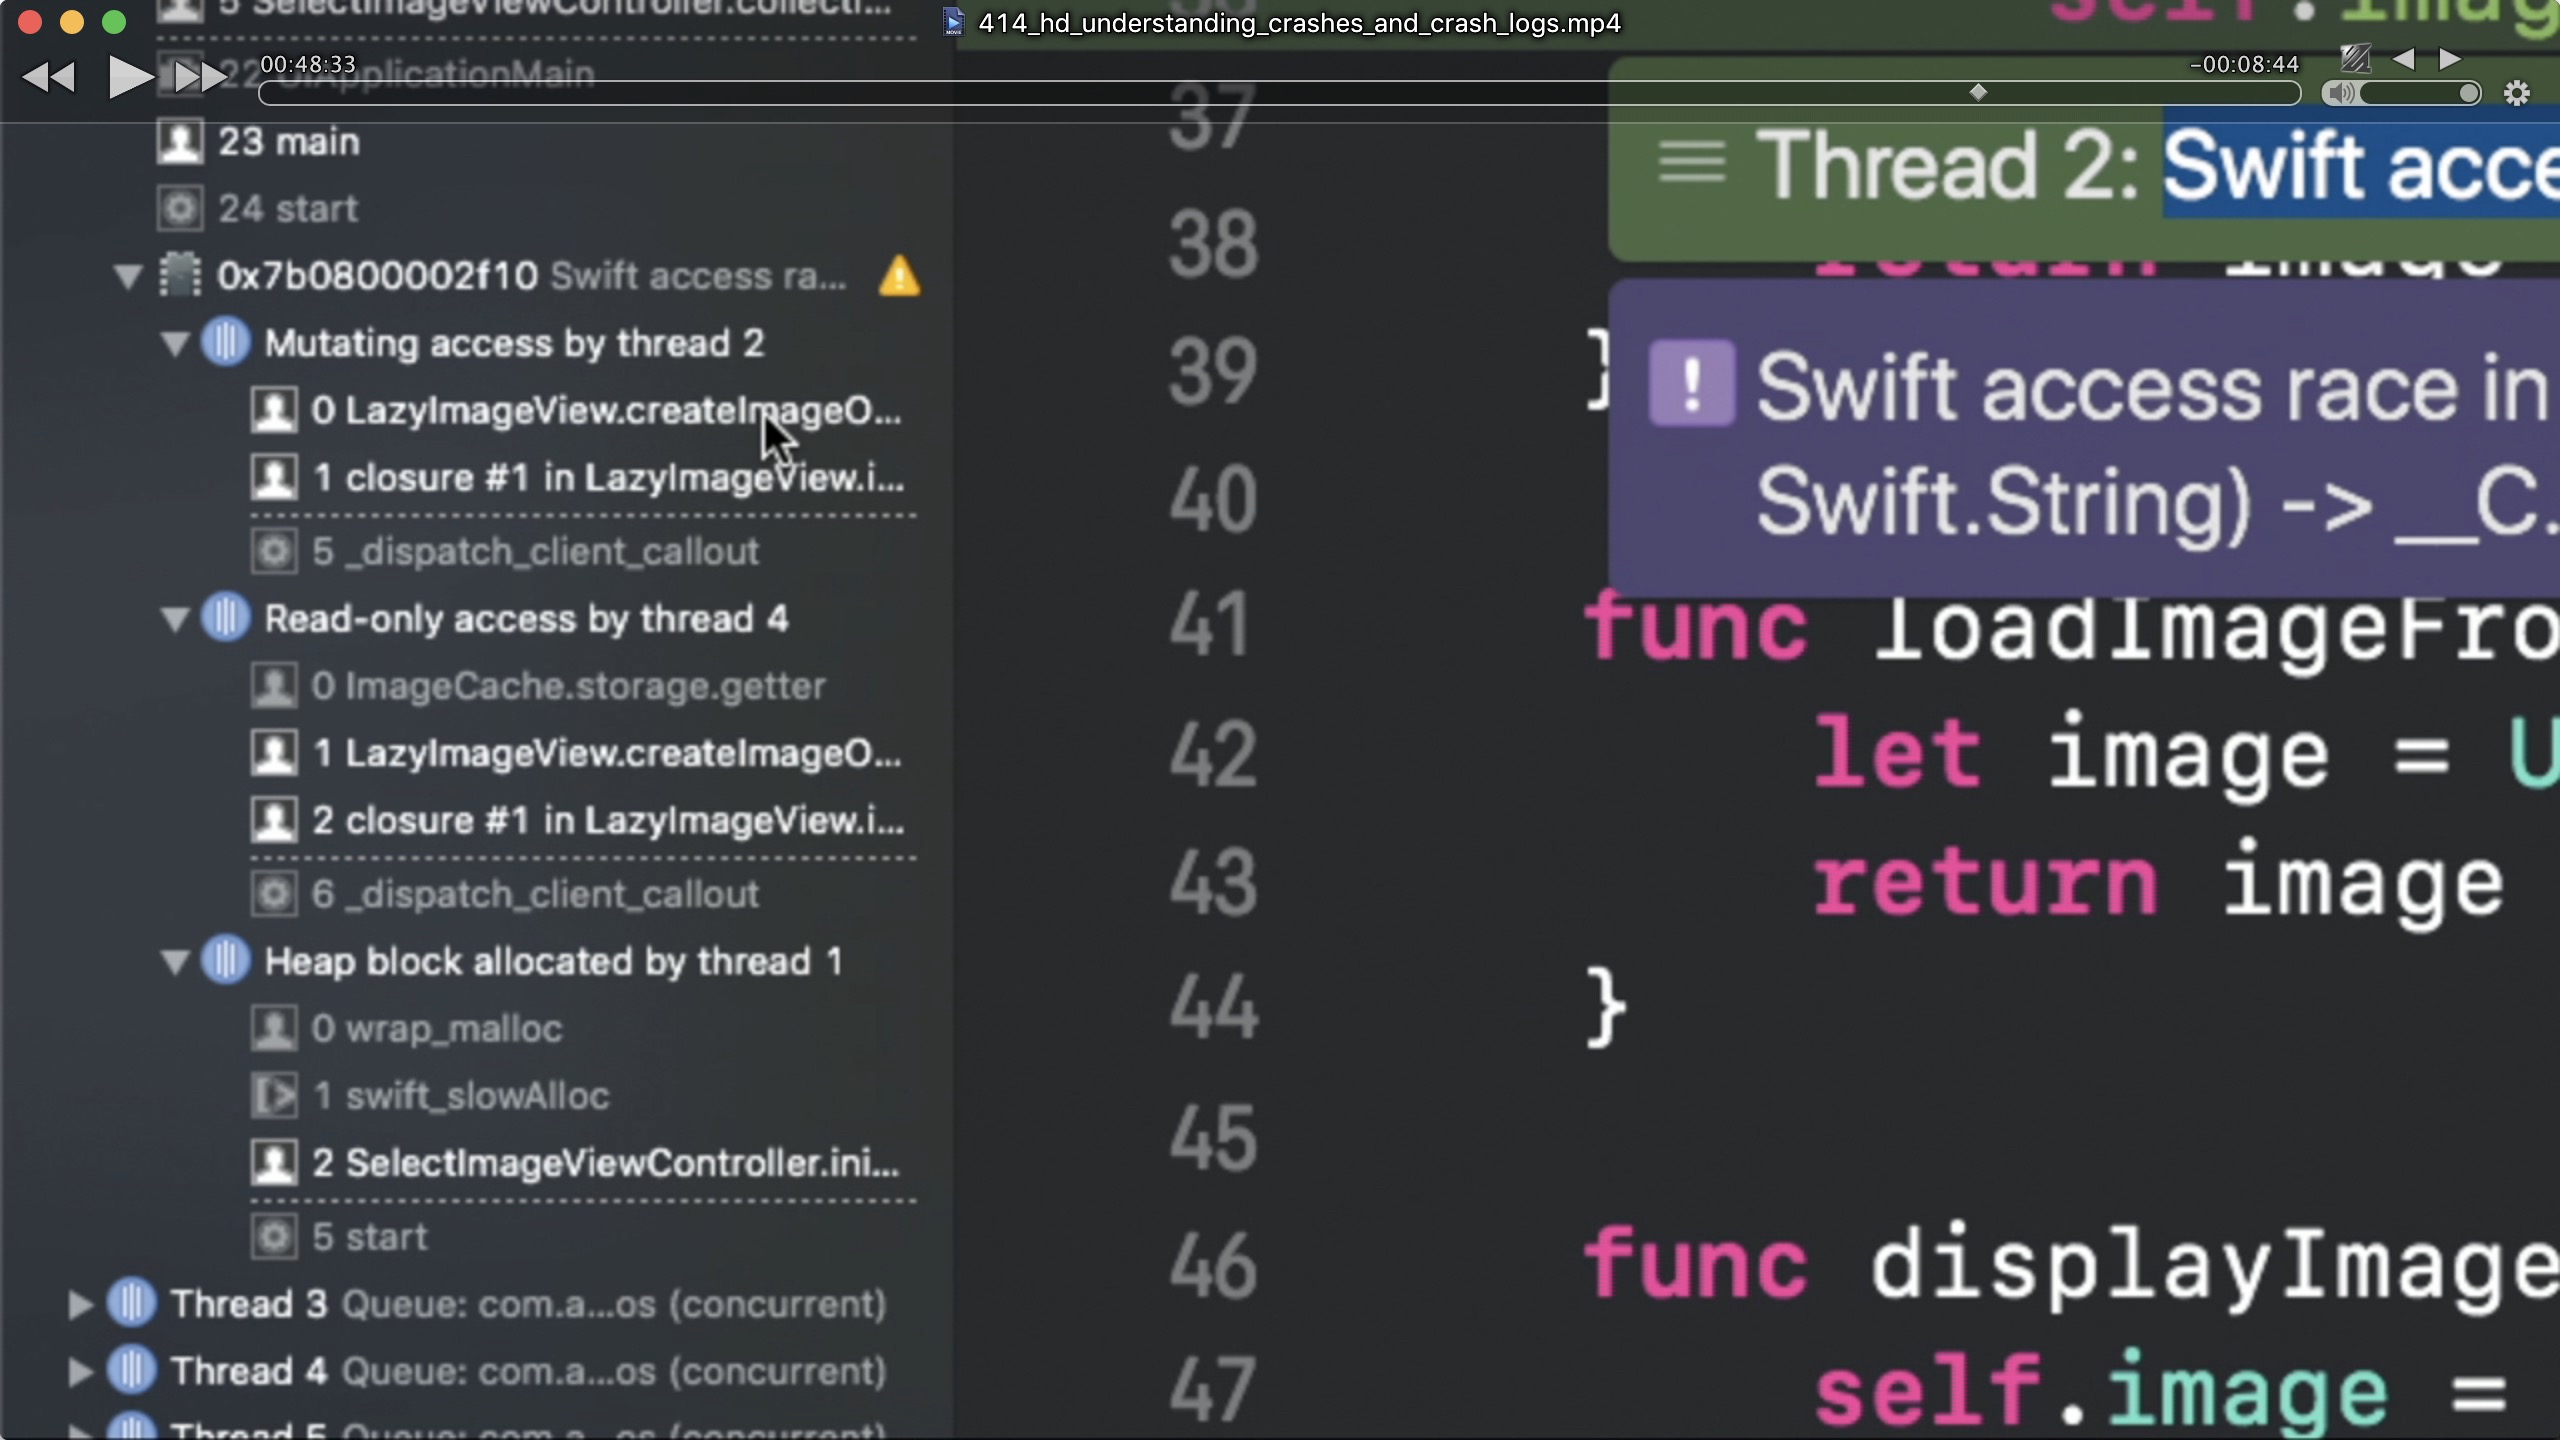 5 SelectImageViewController.collecti...
414_hd_understanding_crashes_and_crash_logs.mp4
00:48:33
-00:08:44
22 UIApplicationMain
23 main
24 start
0x7b0800002f10 Swift access ra...
Mutating access by thread 2
0 LazyImageView.createImageO...
1 closure #1 in LazyImageView.i...
5 _dispatch_client_callout
Read-only access by thread 4
0 ImageCache.storage.getter
1 LazyImageView.createImageO...
2 closure #1 in LazyImageView.i...
6 _dispatch_client_callout
Heap block allocated by thread 1
0 wrap_malloc
1 swift_slowAlloc
2 SelectImageViewController.ini...
5 start
Thread 3 Queue: com.a...os (concurrent)
Thread 4 Queue: com.a...os (concurrent)
Thread 5 Queue: com.a...os (concurrent)
self.imag
37
Thread 2: Swift acce
38 return image
39 }
Swift access race in
40
Swift.String) -> __C.
41 func loadImageFro
42 let image = U
43 return image
44 }
45
46 func displayImage
47 self.image =